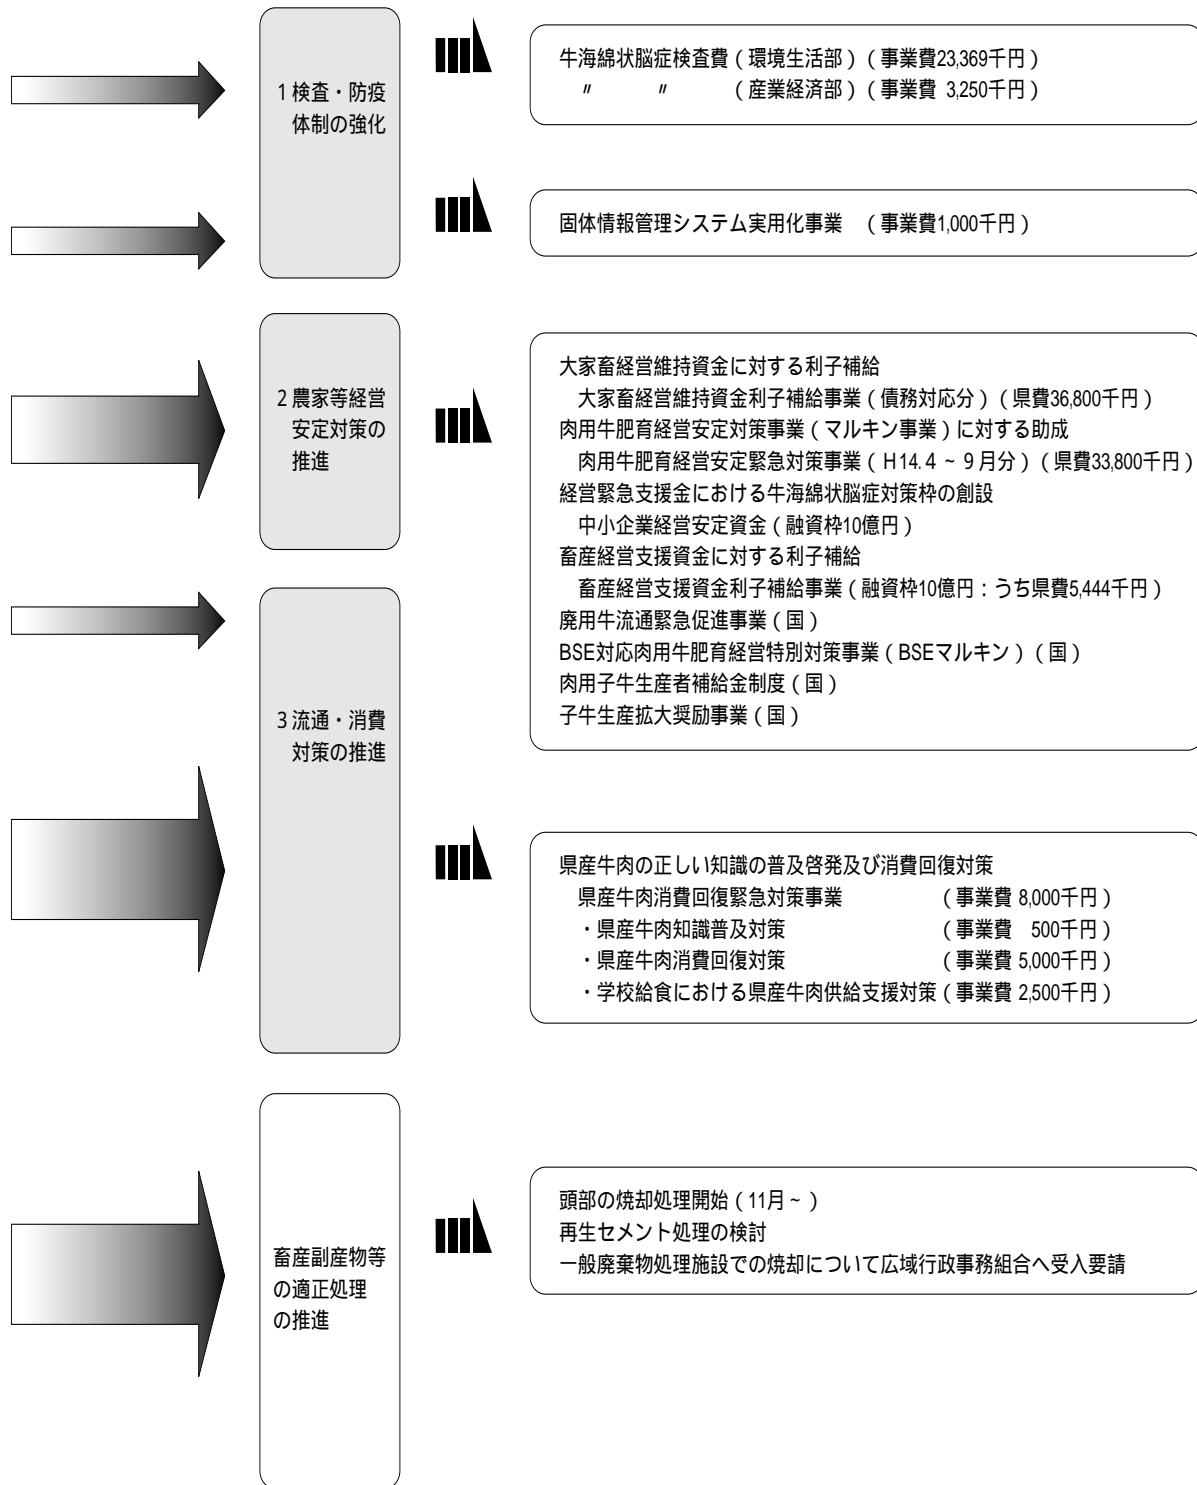 1 検査・防疫
体制の強化
牛海綿状脳症検査費（環境生活部）（事業費23,369千円）
〃　　〃　　（産業経済部）（事業費 3,250千円）
固体情報管理システム実用化事業　（事業費1,000千円）
2 農家等経営
安定対策の
推進
大家畜経営維持資金に対する利子補給
大家畜経営維持資金利子補給事業（債務対応分）（県費36,800千円）
肉用牛肥育経営安定対策事業（マルキン事業）に対する助成
肉用牛肥育経営安定緊急対策事業（H14.4 ~ 9月分）（県費33,800千円）
経営緊急支援金における牛海綿状脳症対策枠の創設
中小企業経営安定資金（融資枠10億円）
畜産経営支援資金に対する利子補給
畜産経営支援資金利子補給事業（融資枠10億円：うち県費5,444千円）
廃用牛流通緊急促進事業（国）
BSE対応肉用牛肥育経営特別対策事業（BSEマルキン）（国）
肉用子牛生産者補給金制度（国）
子牛生産拡大奨励事業（国）
3 流通・消費
対策の推進
県産牛肉の正しい知識の普及啓発及び消費回復対策
県産牛肉消費回復緊急対策事業　（事業費 8,000千円）
・県産牛肉知識普及対策　（事業費　500千円）
・県産牛肉消費回復対策　（事業費 5,000千円）
・学校給食における県産牛肉供給支援対策（事業費 2,500千円）
畜産副産物等
の適正処理
の推進
頭部の焼却処理開始（11月~）
再生セメント処理の検討
一般廃棄物処理施設での焼却について広域行政事務組合へ受入要請